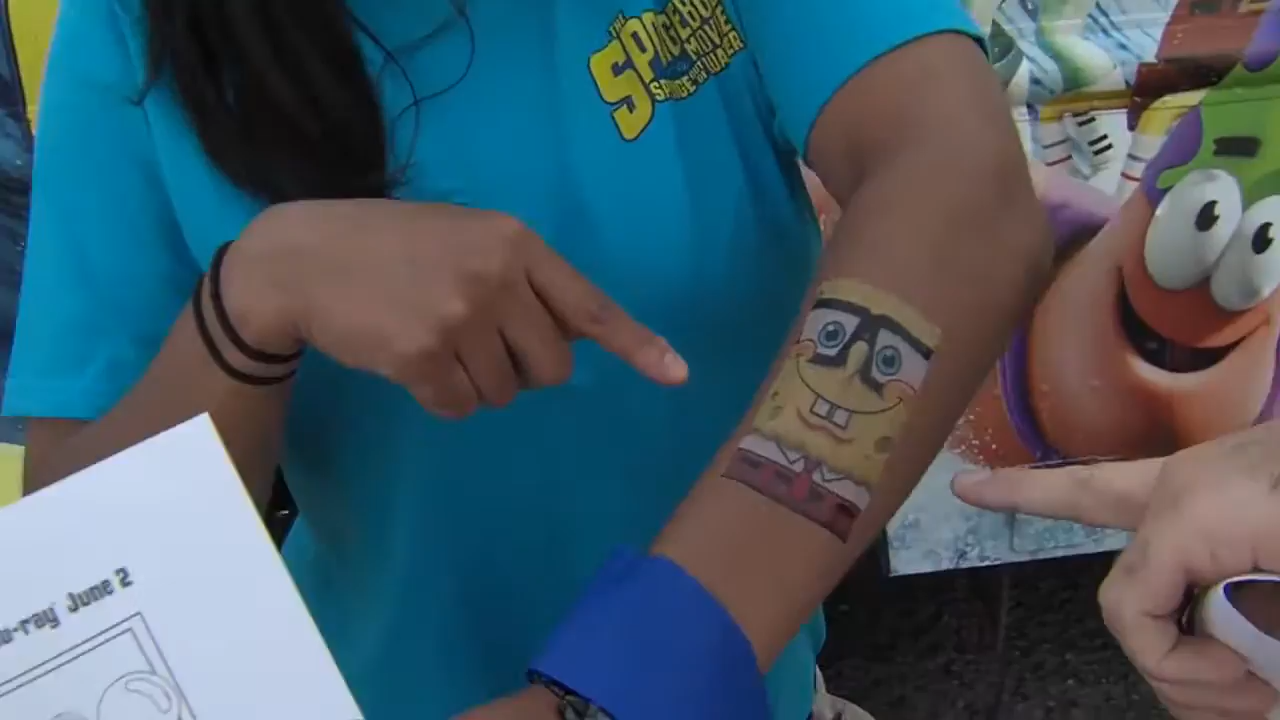 THE
SPONGEBOB
MOVIE
SPONGE OUT OF WATER
u-ray June 2